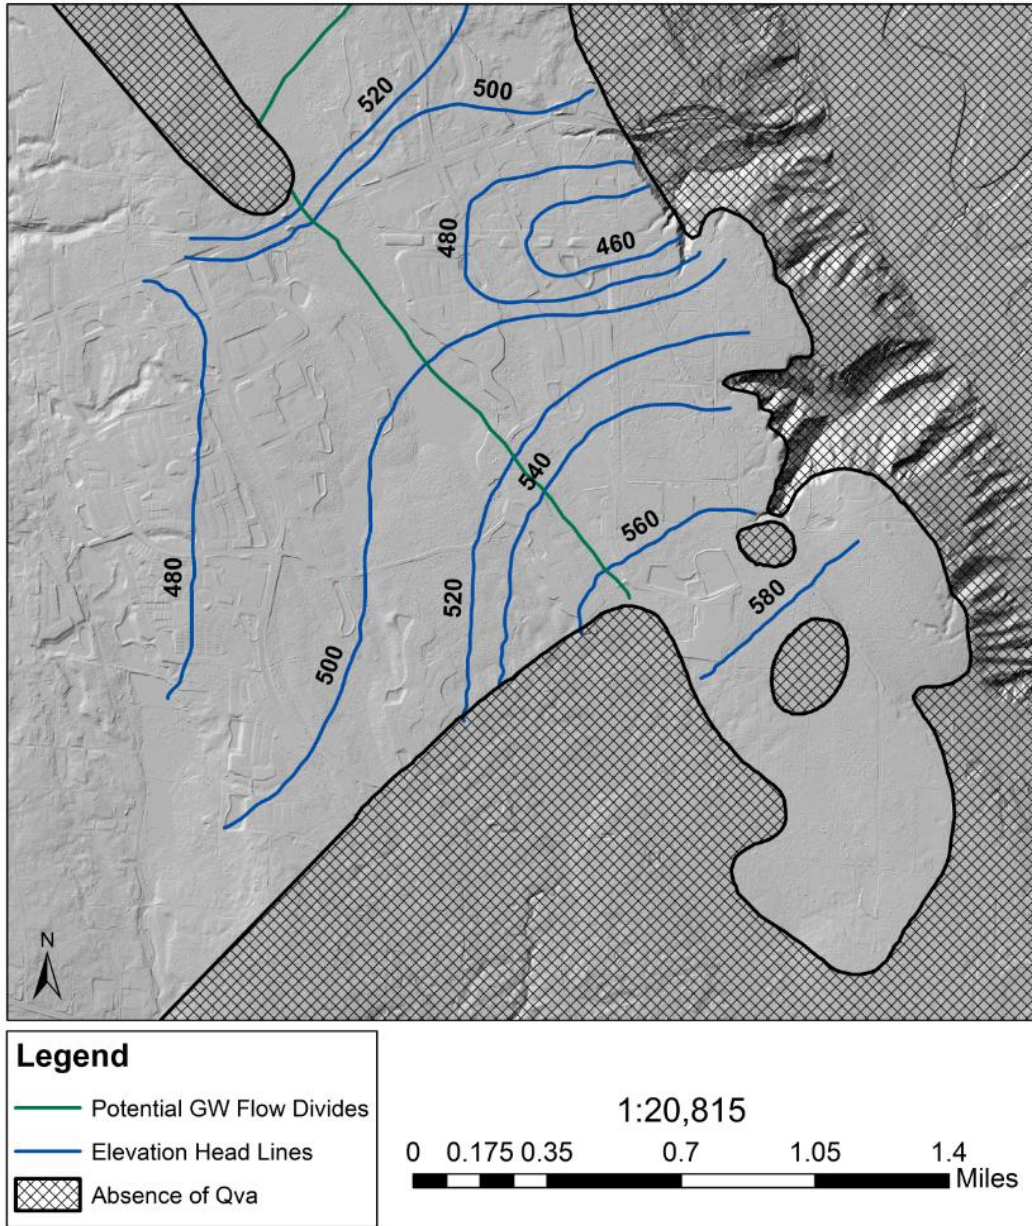 520
500
480
460
540
560
580
480
520
500
N
Legend
Potential GW Flow Divides
Elevation Head Lines
Absence of Qva
1:20,815
0 0.175 0.35 0.7 1.05 1.4
Miles